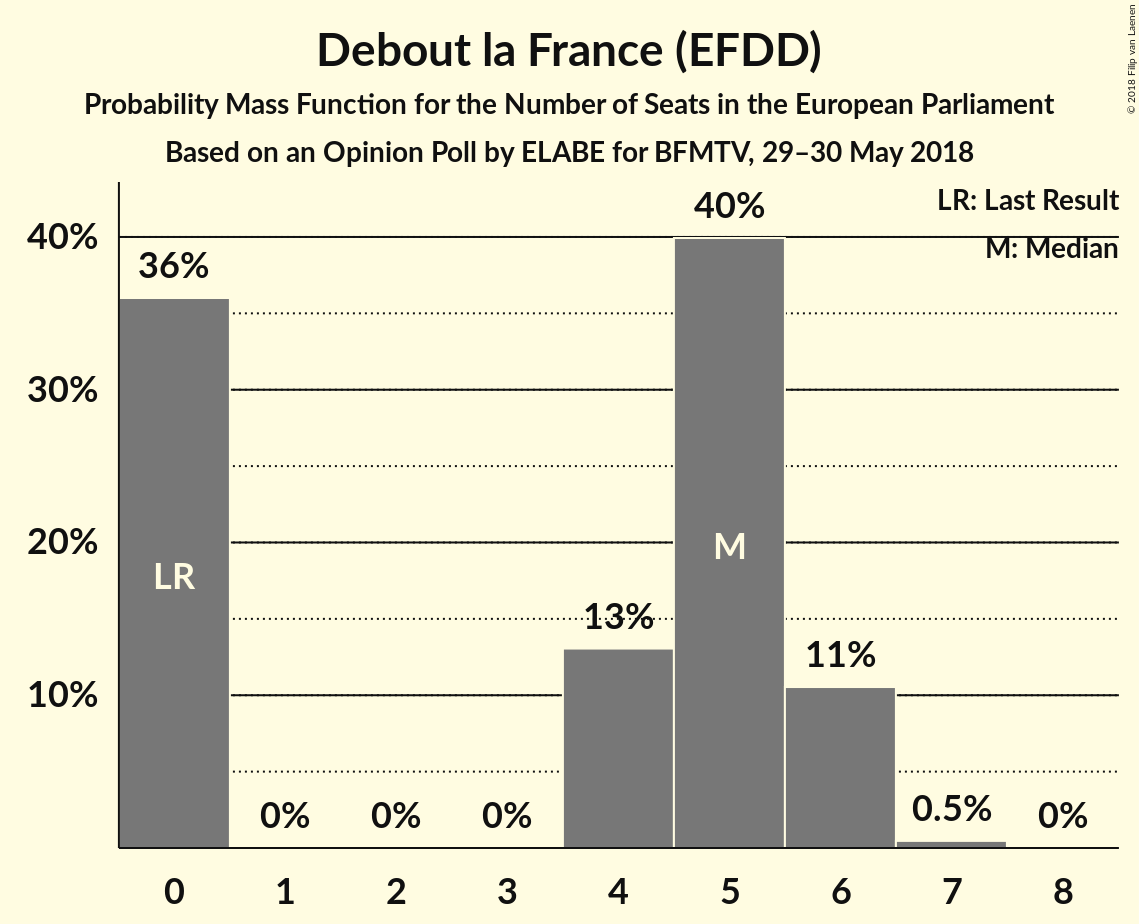 Debout la France (EFDD)
Probability Mass Function for the Number of Seats in the European Parliament
Based on an Opinion Poll by ELABE for BFMTV, 29–30 May 2018
© 2018 Filip van Laenen
LR: Last Result
M: Median
40%
30%
20%
10%
36%
0%
0%
0%
13%
40%
11%
0.5%
0%
LR
M
0 1 2 3 4 5 6 7 8